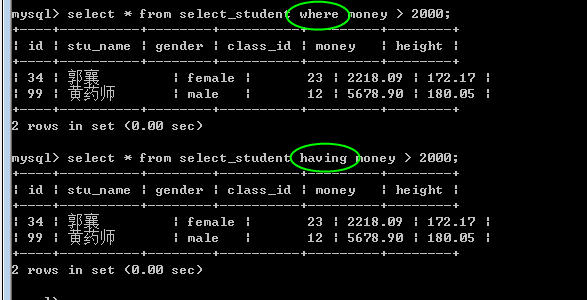 mysql> select * from select_student where money > 2000;
+----+----------+--------+----------+---------+--------+
| id | stu_name | gender | class_id | money   | height |
+----+----------+--------+----------+---------+--------+
| 34 | 郭襄 | female | 23 | 2218.09 | 172.17 |
| 99 | 黄药师 | male | 12 | 5678.90 | 180.05 |
+----+----------+--------+----------+---------+--------+
2 rows in set (0.00 sec)
mysql> select * from select_student having money > 2000;
+----+----------+--------+----------+---------+--------+
| id | stu_name | gender | class_id | money   | height |
+----+----------+--------+----------+---------+--------+
| 34 | 郭襄 | female | 23 | 2218.09 | 172.17 |
| 99 | 黄药师 | male | 12 | 5678.90 | 180.05 |
+----+----------+--------+----------+---------+--------+
2 rows in set (0.00 sec)